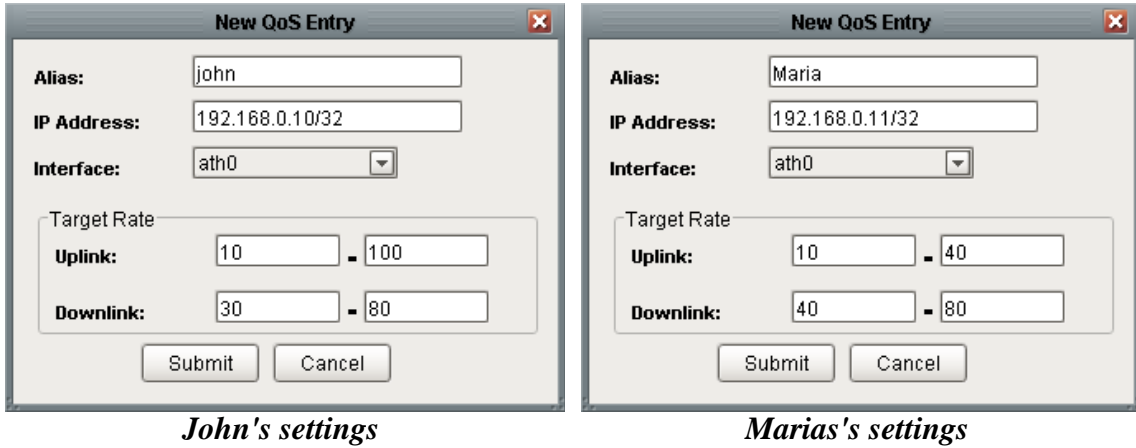 New QoS Entry
Alias: john
IP Address: 192.168.0.10/32
Interface: ath0
Target Rate
Uplink: 10 - 100
Downlink: 30 - 80
Submit Cancel
John's settings
New QoS Entry
Alias: Maria
IP Address: 192.168.0.11/32
Interface: ath0
Target Rate
Uplink: 10 - 40
Downlink: 40 - 80
Submit Cancel
Marias's settings